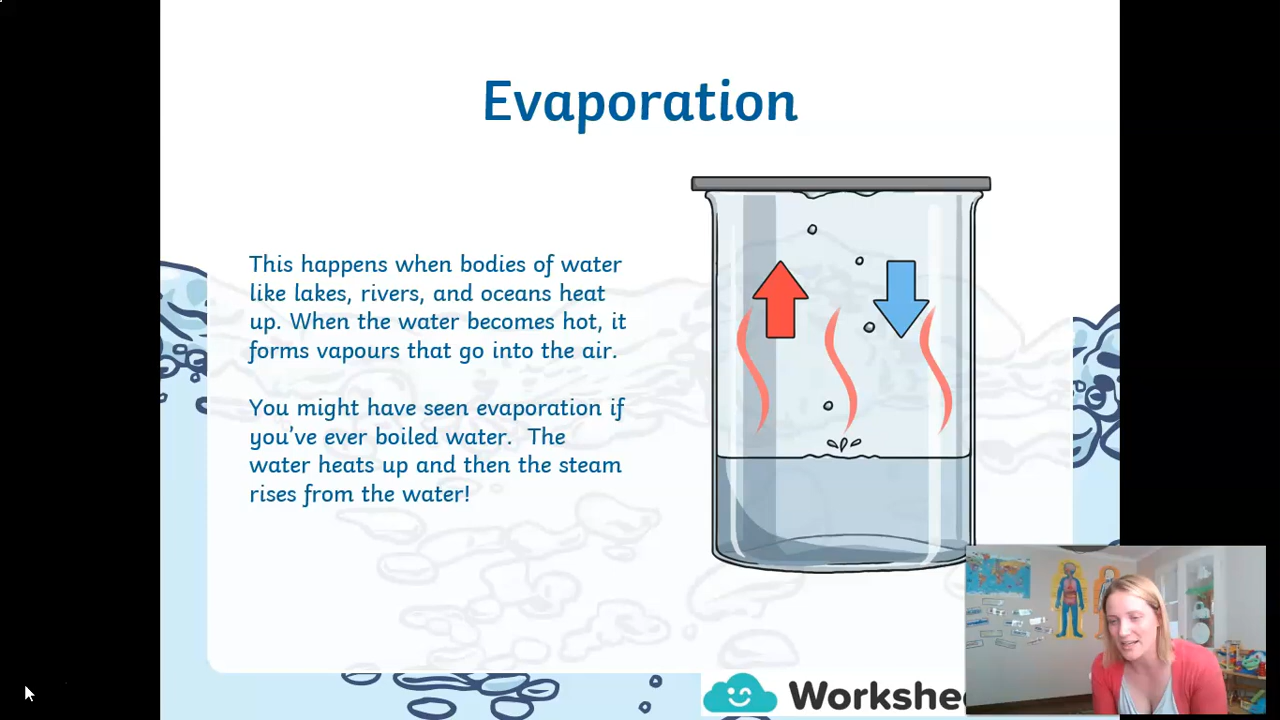 Evaporation
This happens when bodies of water
like lakes, rivers, and oceans heat
up. When the water becomes hot, it
forms vapours that go into the air.
You might have seen evaporation if
you've ever boiled water. The
water heats up and then the steam
rises from the water!